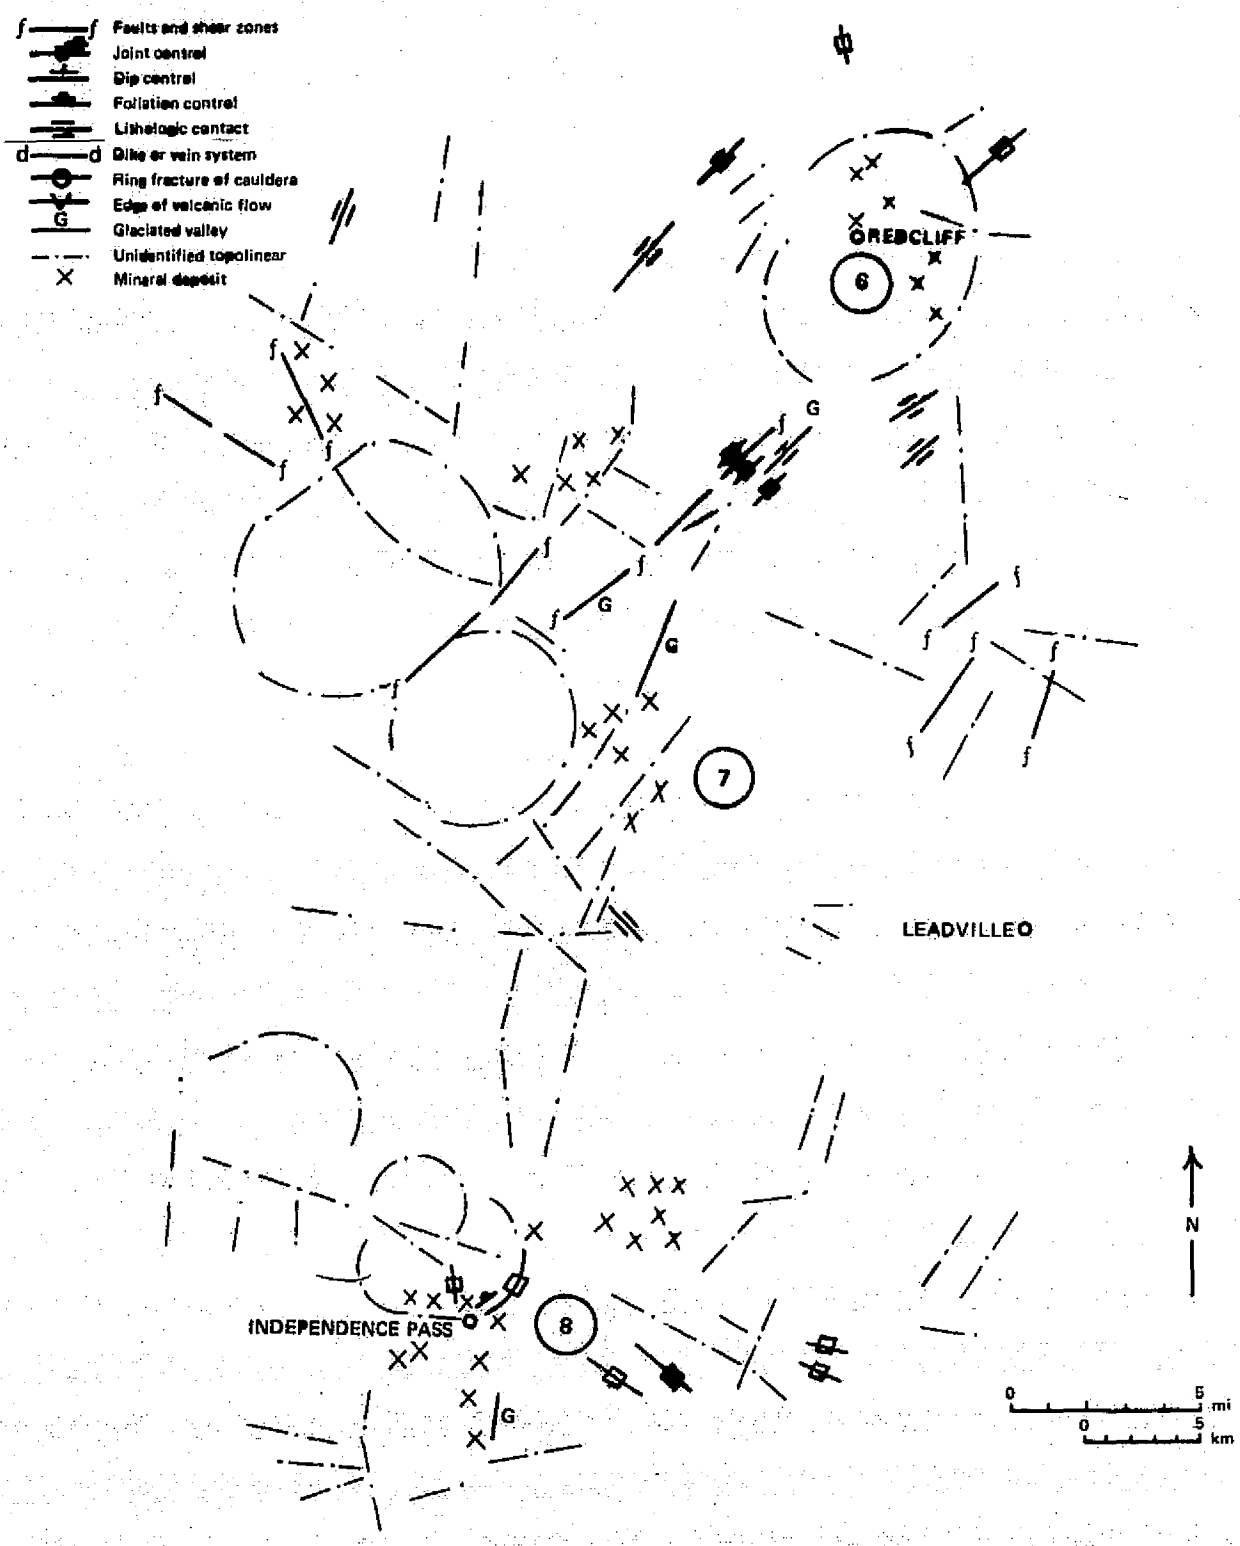 f f Faults and shear zones
Joint control
Dip control
Foliation control
Lithologic contact
d d Dike or vein system
Ring fracture of cauldera
Edge of volcanic flow
G
Glaciated valley
Unidentified topolinear
X Mineral deposit
REDCLIFF
6
f
f
G
f
f
f
f
f
f
G
f
f
f
f
G
f
f
f
f
7
LEADVILLE
N
INDEPENDENCE PASS
8
G
0 5 mi
0 5 km